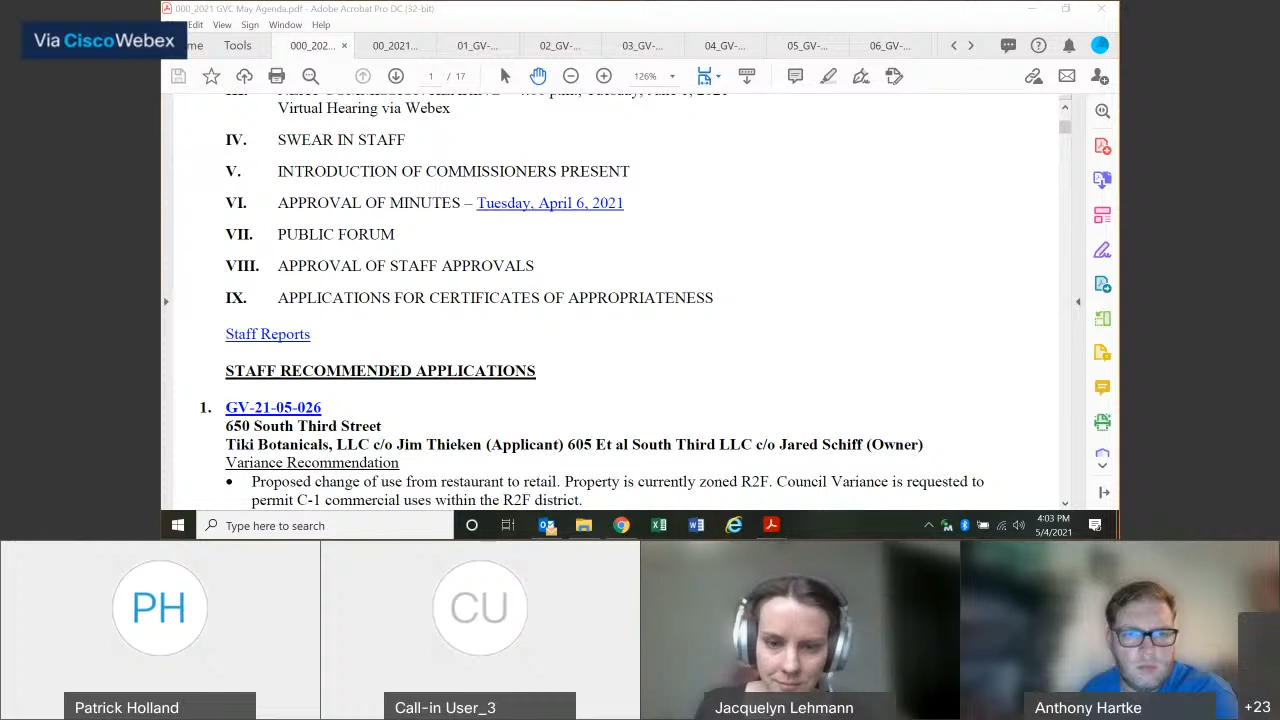 000_2021 GVC May Agenda.pdf - Adobe Acrobat Pro DC (32-bit)
Via CiscoWebex
Edit View Sign Window Help
me Tools 000_202... × 00_2021... 01_GV-... 02_GV-... 03_GV-... 04_GV-... 05_GV-... 06_GV-...
1 / 17 126%
Virtual Hearing via Webex
IV. SWEAR IN STAFF
V. INTRODUCTION OF COMMISSIONERS PRESENT
VI. APPROVAL OF MINUTES – Tuesday, April 6, 2021
VII. PUBLIC FORUM
VIII. APPROVAL OF STAFF APPROVALS
IX. APPLICATIONS FOR CERTIFICATES OF APPROPRIATENESS
Staff Reports
STAFF RECOMMENDED APPLICATIONS
1. GV-21-05-026
650 South Third Street
Tiki Botanicals, LLC c/o Jim Thieken (Applicant) 605 Et al South Third LLC c/o Jared Schiff (Owner)
Variance Recommendation
• Proposed change of use from restaurant to retail. Property is currently zoned R2F. Council Variance is requested to
permit C-1 commercial uses within the R2F district.
Type here to search
4:03 PM
5/4/2021
PH
CU
Patrick Holland
Call-in User_3
Jacquelyn Lehmann
Anthony Hartke
+23